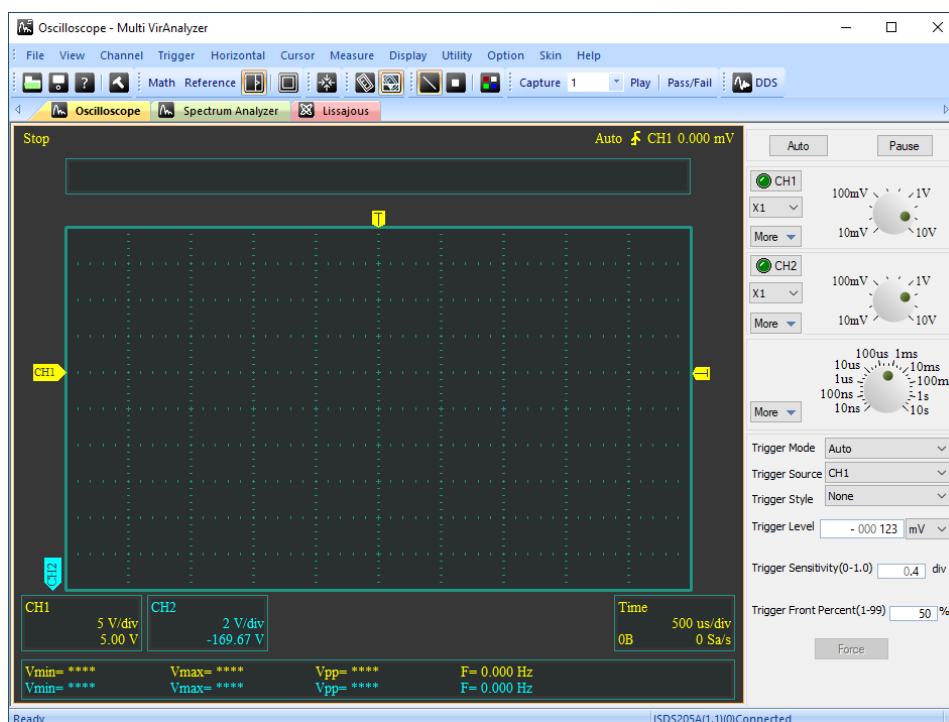 Oscilloscope - Multi VirAnalyzer
File View Channel Trigger Horizontal Cursor Measure Display Utility Option Skin Help
Math Reference Capture 1 Play Pass/Fail DDS
Oscilloscope Spectrum Analyzer Lissajous
Stop
Auto CH1 0.000 mV
T
CH1
CH2
CH1
5 V/div
5.00 V
CH2
2 V/div
-169.67 V
Time
500 us/div
0B 0 Sa/s
Vmin= **** Vmax= **** Vpp= **** F= 0.000 Hz
Vmin= **** Vmax= **** Vpp= **** F= 0.000 Hz
Auto Pause
CH1
X1
More
100mV 1V
10mV 10V
CH2
X1
More
100mV 1V
10mV 10V
100us 1ms
10us 10ms
1us 100m
100ns 1s
10ns 10s
More
Trigger Mode Auto
Trigger Source CH1
Trigger Style None
Trigger Level - 000 123 mV
Trigger Sensitivity(0-1.0) 0.4 div
Trigger Front Percent(1-99) 50 %
Force
Ready
ISDS205A(1,1)(0)Connected